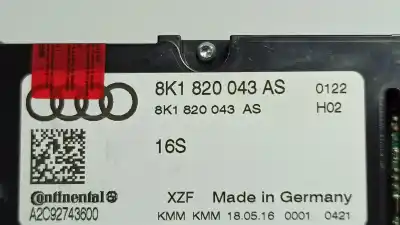 8K1 820 043 AS 0122
8K1 820 043 AS H02
16S
Continental XZF Made in Germany
A2C92743600 KMM KMM 18.05.16 0001 0421